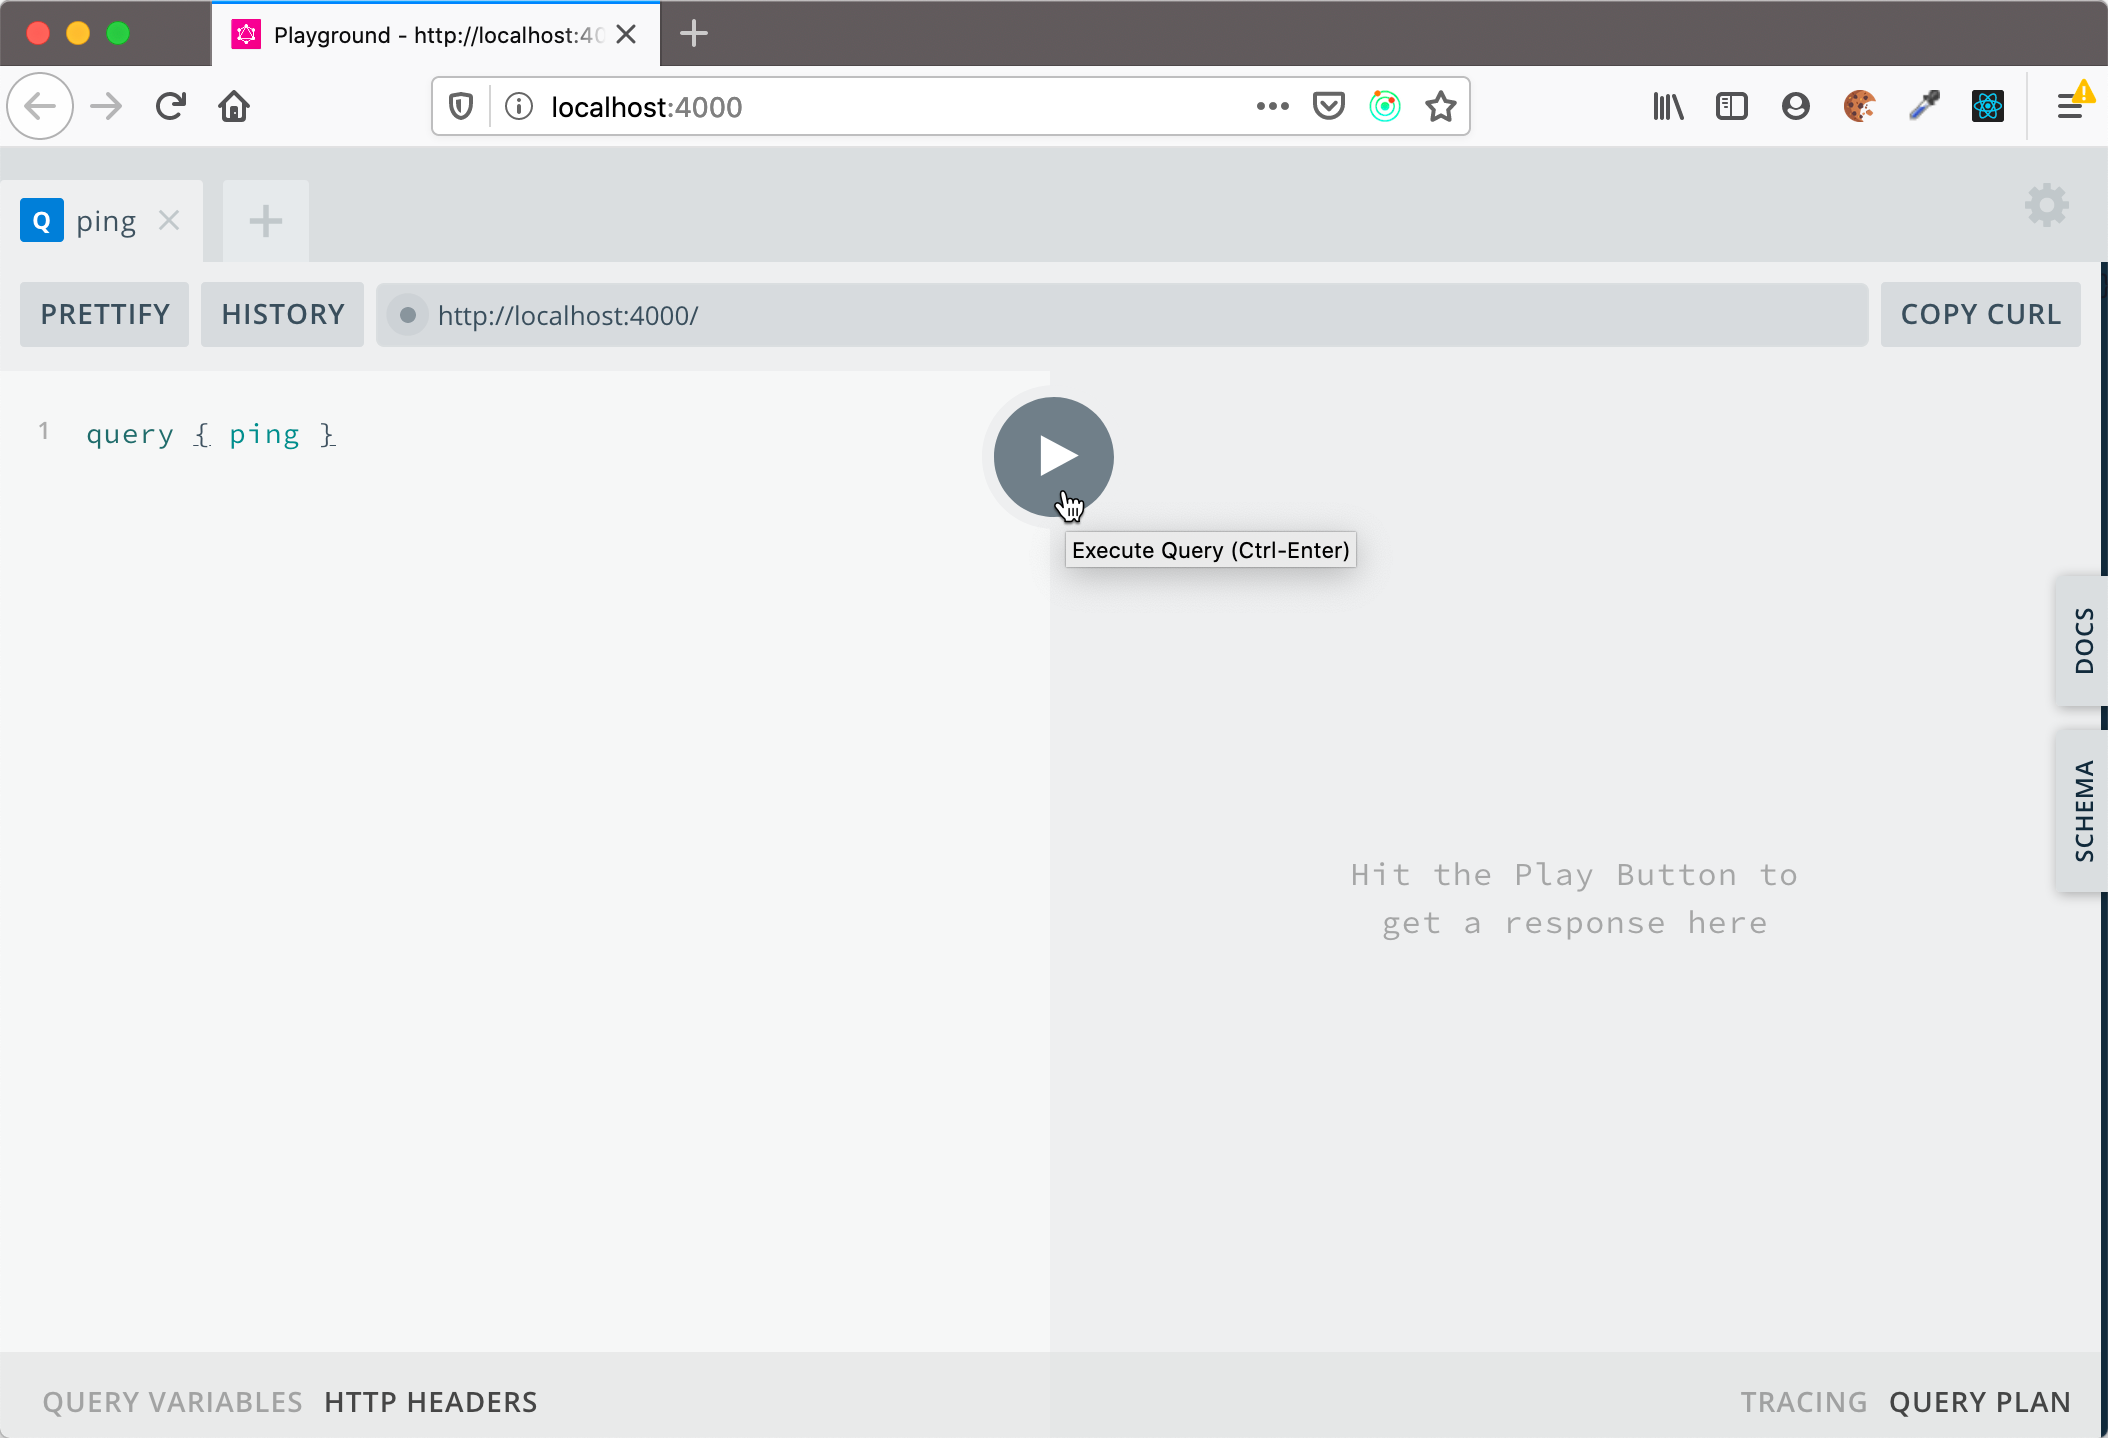 Playground - http://localhost:40
localhost:4000
Q ping
PRETTIFY HISTORY http://localhost:4000/ COPY CURL
1 query { ping }
Execute Query (Ctrl-Enter)
DOCS
SCHEMA
Hit the Play Button to
get a response here
QUERY VARIABLES HTTP HEADERS TRACING QUERY PLAN